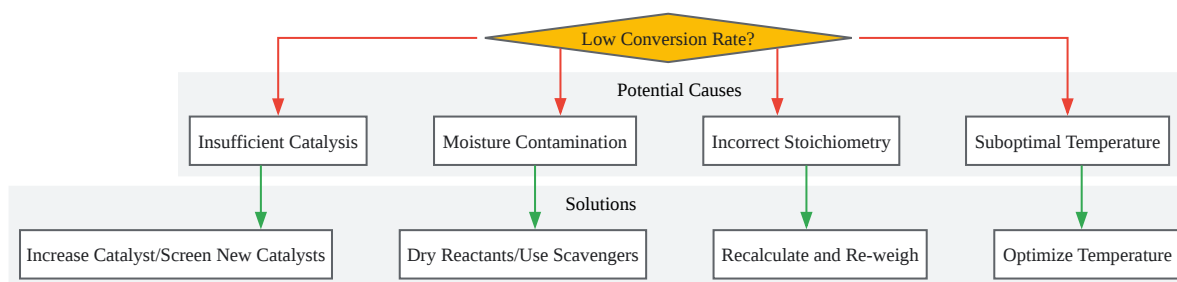 Low Conversion Rate?
Potential Causes
Insufficient Catalysis
Moisture Contamination
Incorrect Stoichiometry
Suboptimal Temperature
Solutions
Increase Catalyst/Screen New Catalysts
Dry Reactants/Use Scavengers
Recalculate and Re-weigh
Optimize Temperature